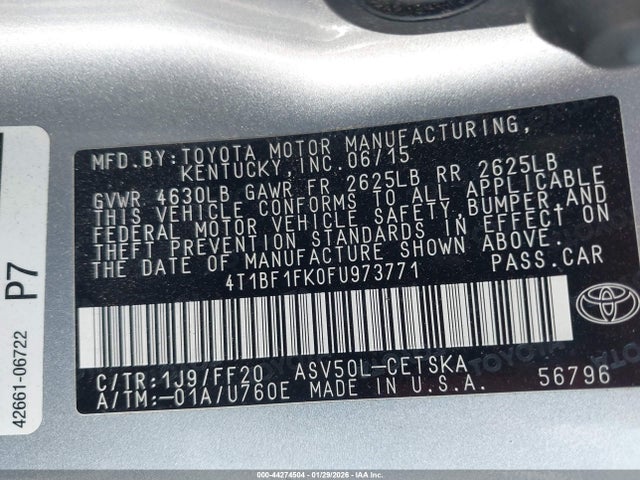 MFD.BY:TOYOTA MOTOR MANUFACTURING,
KENTUCKY,INC.06/15
GVWR 4630LB GAWR FR 2625LB RR 2625LB
THIS VEHICLE CONFORMS TO ALL APPLICABLE
FEDERAL MOTOR VEHICLE SAFETY,BUMPER,AND
THEFT PREVENTION STANDARDS IN EFFECT ON
THE DATE OF MANUFACTURE SHOWN ABOVE.
4T1BF1FK0FU973771 PASS.CAR
C/TR:1J9/FF20 ASV50L-CETSKA
A/TM:-01A/U760E MADE IN U.S.A. 56796
TOYOTA
P7
42661-06722
000-44274504 | 01/29/2026 | IAA Inc.